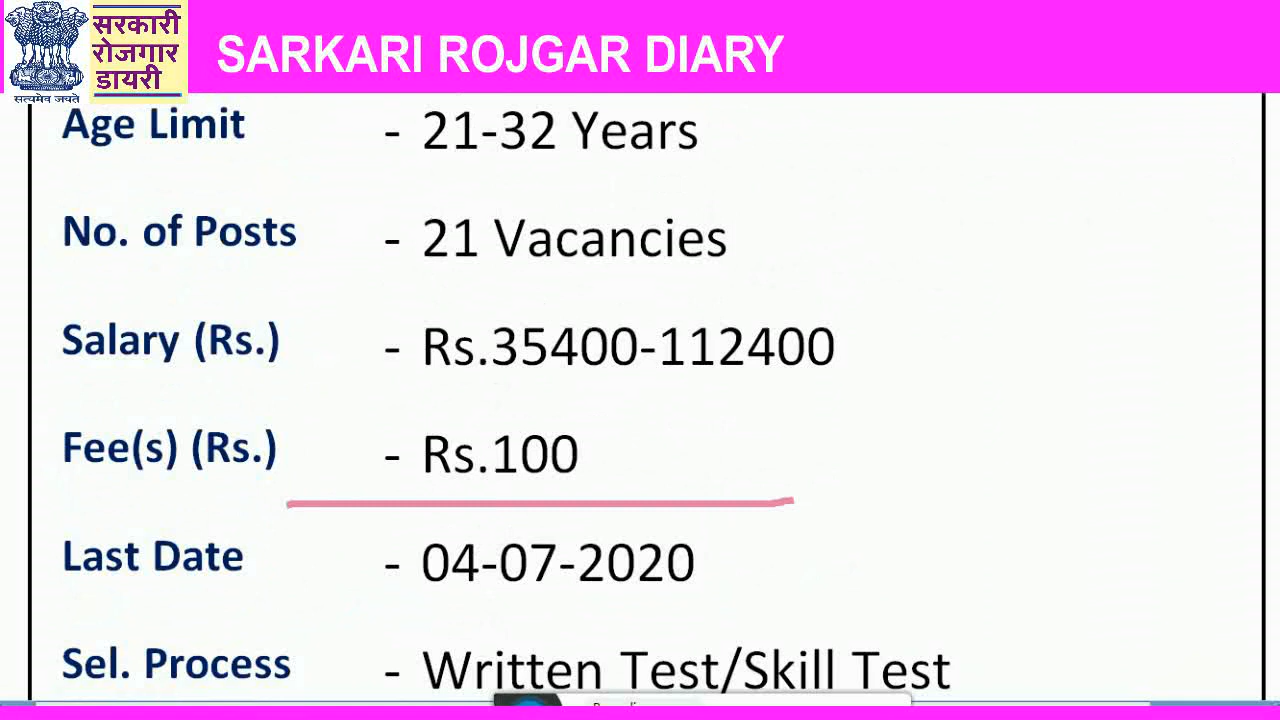 सरकारी
रोजगार
डायरी
सत्यमेव जयते
SARKARI ROJGAR DIARY
Age Limit - 21-32 Years
No. of Posts - 21 Vacancies
Salary (Rs.) - Rs.35400-112400
Fee(s) (Rs.) - Rs.100
Last Date - 04-07-2020
Sel. Process - Written Test/Skill Test